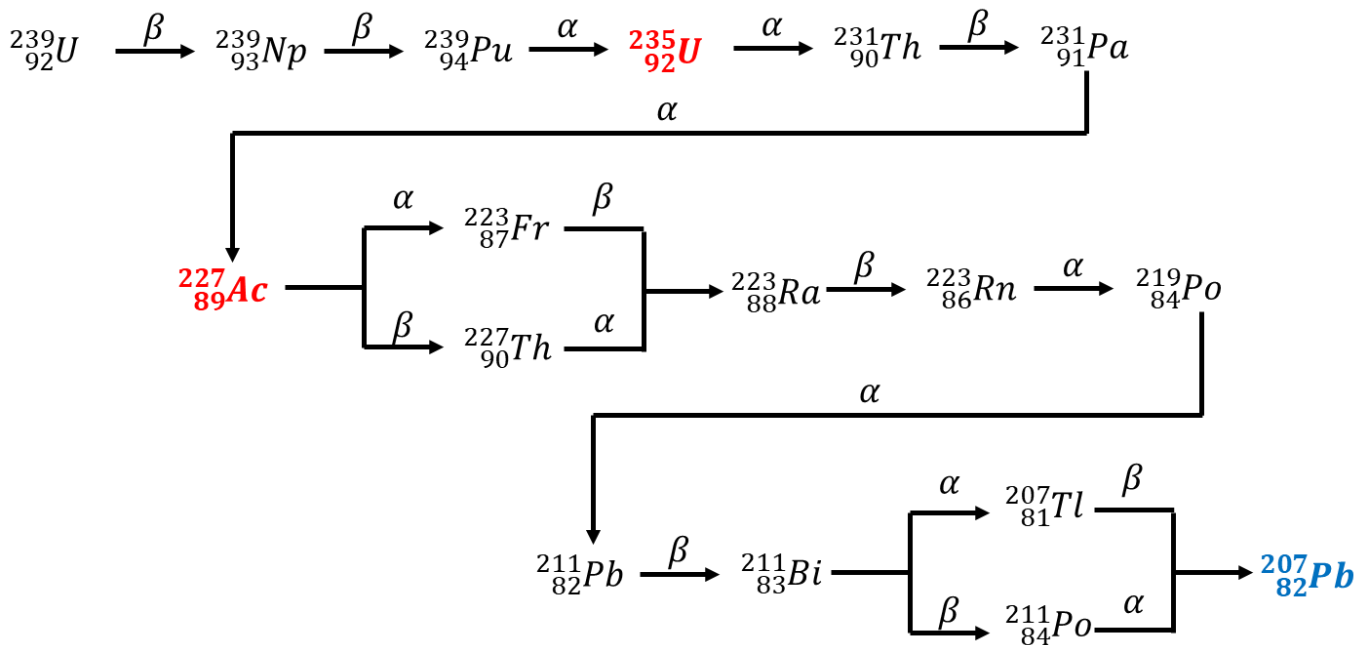 ²³⁹₉₂U β ²³⁹₉₃Np β ²³⁹₉₄Pu α ²³⁵₉₂U α ²³¹₉₀Th β ²³¹₉₁Pa
α
α ²²³₈₇Fr β
²²⁷₈₉Ac ²²³₈₈Ra β ²²³₈₆Rn α ²¹⁹₈₄Po
β ²²⁷₉₀Th α
α
α ²⁰⁷₈₁Tl β
²¹¹₈₂Pb β ²¹¹₈₃Bi ²⁰⁷₈₂Pb
β ²¹¹₈₄Po α